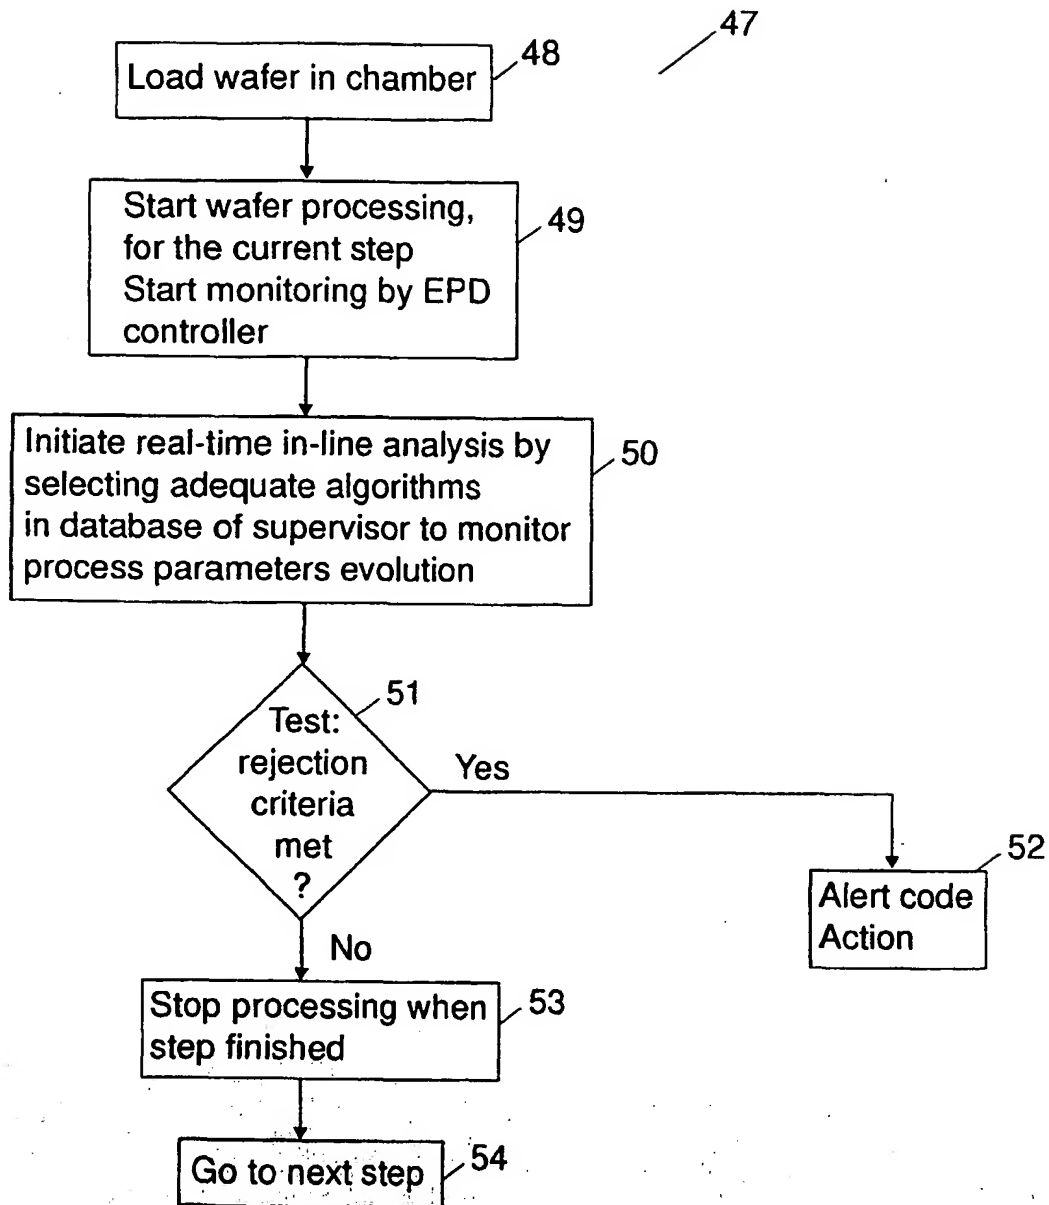 47
48
Load wafer in chamber
Start wafer processing,
for the current step
Start monitoring by EPD
controller
49
Initiate real-time in-line analysis by
selecting adequate algorithms
in database of supervisor to monitor
process parameters evolution
50
51
Test:
rejection
criteria
met
?
Yes
52
Alert code
Action
No
Stop processing when
step finished
53
Go to next step
54